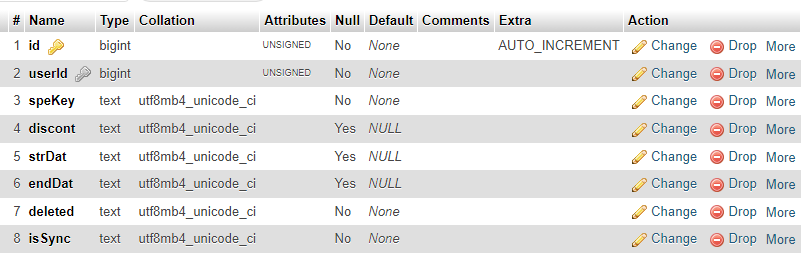 # Name Type Collation Attributes Null Default Comments Extra Action
1 id bigint UNSIGNED No None AUTO_INCREMENT Change Drop More
2 userId bigint UNSIGNED No None Change Drop More
3 speKey text utf8mb4_unicode_ci No None Change Drop More
4 discont text utf8mb4_unicode_ci Yes NULL Change Drop More
5 strDat text utf8mb4_unicode_ci Yes NULL Change Drop More
6 endDat text utf8mb4_unicode_ci Yes NULL Change Drop More
7 deleted text utf8mb4_unicode_ci No None Change Drop More
8 isSync text utf8mb4_unicode_ci No None Change Drop More